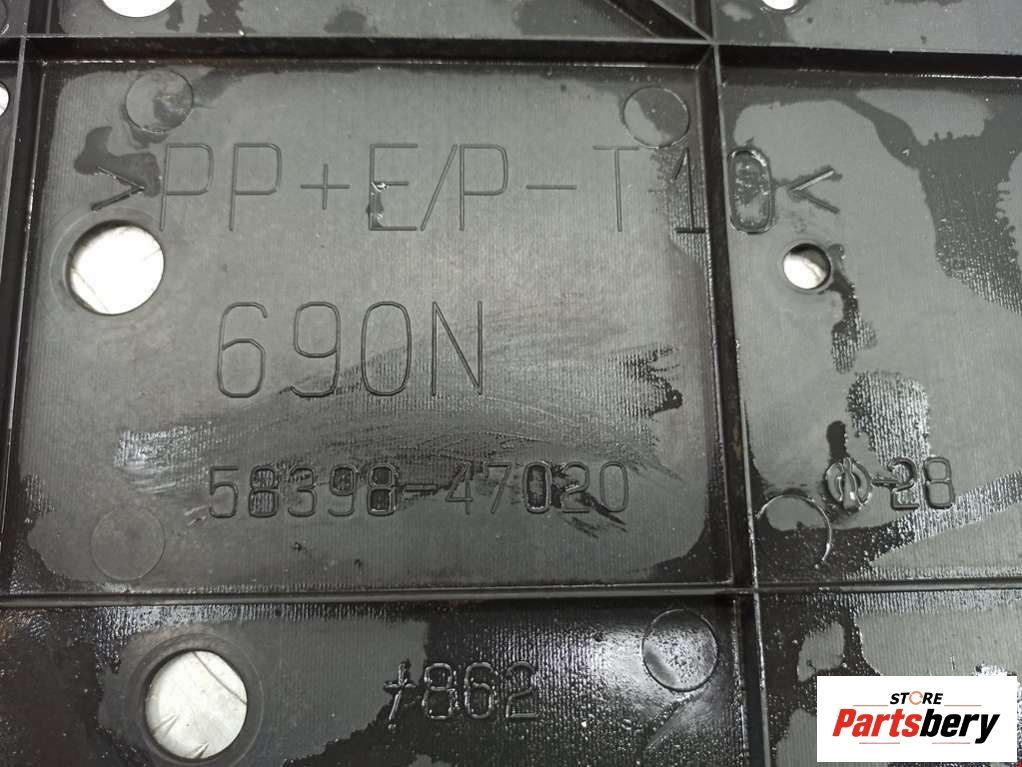 >PP+E/P-T10<
690N
58398-47020
-28
+862
STORE
Partsbery